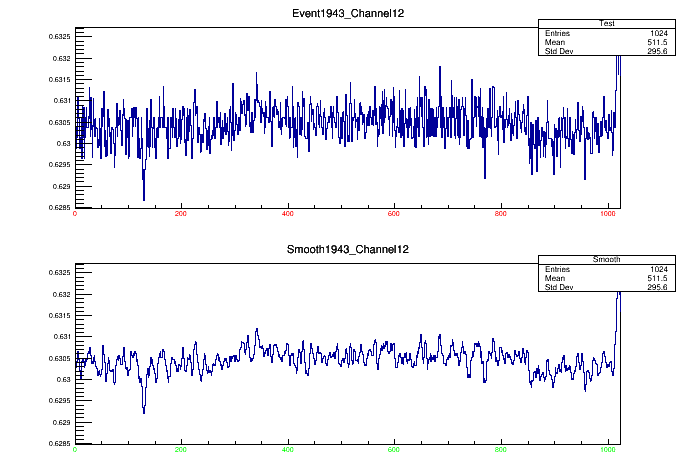 Event1943_Channel12
Test
Entries 1024
Mean 511.5
Std Dev 295.6
0.6325
0.632
0.6315
0.631
0.6305
0.63
0.6295
0.629
0.6285
0 200 400 600 800 1000
Smooth1943_Channel12
Smooth
Entries 1024
Mean 511.5
Std Dev 295.6
0.6325
0.632
0.6315
0.631
0.6305
0.63
0.6295
0.629
0.6285
0 200 400 600 800 1000